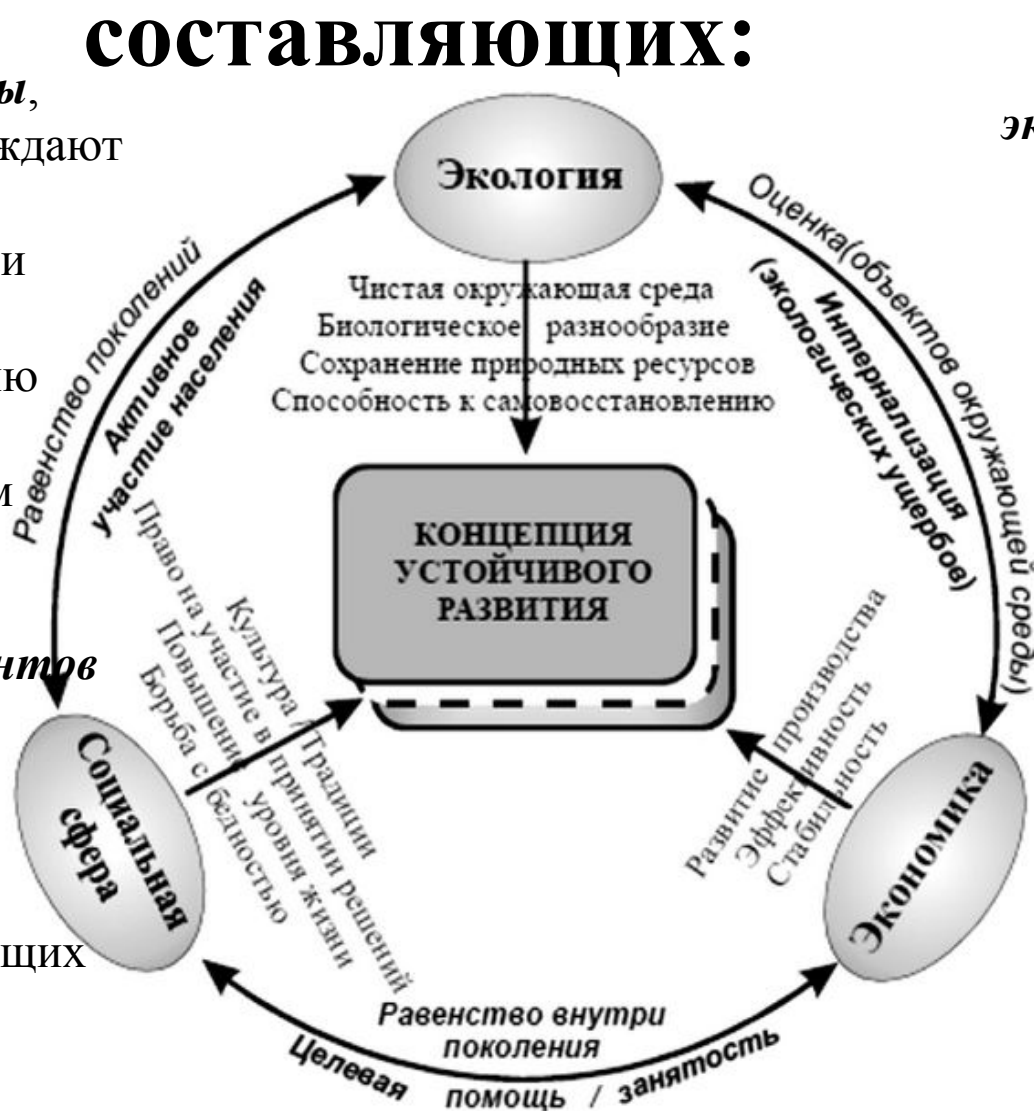 составляющих:
ы,
ждают
и
ю
м
нтов
щих
эк
Экология
Чистая окружающая среда
Биологическое разнообразие
Сохранение природных ресурсов
Способность к самовосстановлению
Равенство поколений
Активное
участие населения
Оценка(объектов окружающей среды)
Интернализация
(экологических ущербов)
КОНЦЕПЦИЯ
УСТОЙЧИВОГО
РАЗВИТИЯ
Культура / Традиции
Право на участие в принятии решений
Повышение уровня жизни
Борьба с бедностью
Развитие производства
Эффективность
Стабильность
Социальная
сфера
Экономика
Равенство внутри
поколения
Целевая помощь / занятость